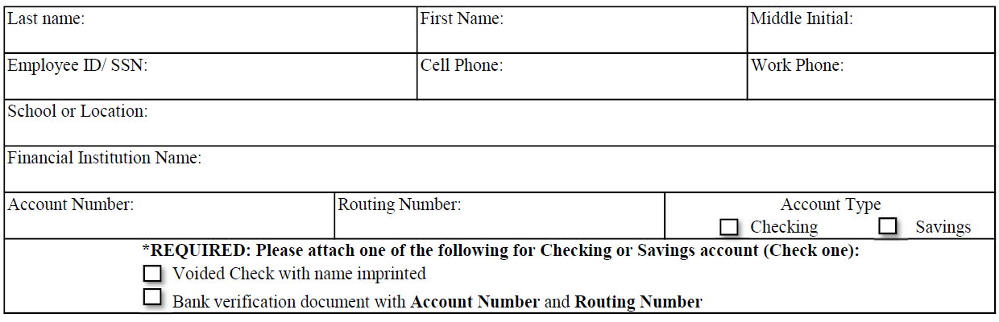 Last name: First Name: Middle Initial:
Employee ID/ SSN: Cell Phone: Work Phone:
School or Location:
Financial Institution Name:
Account Number: Routing Number: Account Type
Checking Savings
*REQUIRED: Please attach one of the following for Checking or Savings account (Check one):
Voided Check with name imprinted
Bank verification document with Account Number and Routing Number